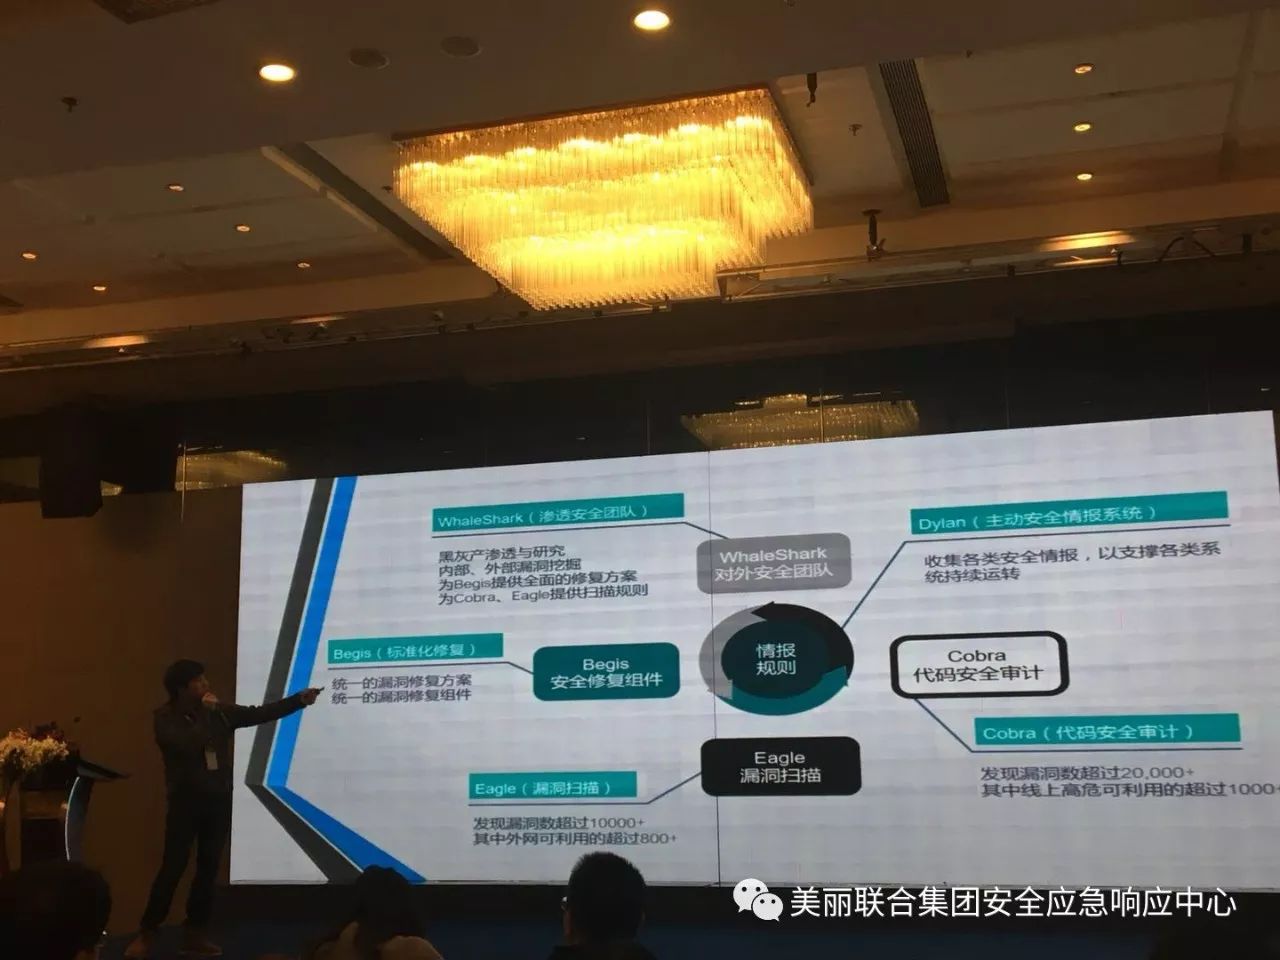 WhaleShark（渗透安全团队）
黑灰产渗透与研究
内部、外部漏洞挖掘
为Begis提供全面的修复方案
为Cobra、Eagle提供扫描规则
WhaleShark
对外安全团队
Dylan（主动安全情报系统）
收集各类安全情报，以支撑各类系
统持续运转
Begis（标准化修复）
统一的漏洞修复方案
统一的漏洞修复组件
Begis
安全修复组件
情报
规则
Cobra
代码安全审计
Cobra（代码安全审计）
发现漏洞数超过20,000+
其中线上高危可利用的超过1000+
Eagle
漏洞扫描
Eagle（漏洞扫描）
发现漏洞数超过10000+
其中外网可利用的超过800+
美丽联合集团安全应急响应中心